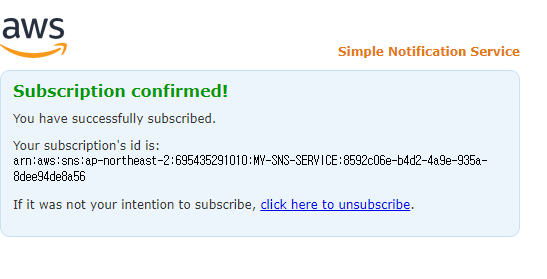 aws
Simple Notification Service
Subscription confirmed!
You have successfully subscribed.
Your subscription's id is:
arn:aws:sns:ap-northeast-2:695435291010:MY-SNS-SERVICE:8592c06e-b4d2-4a9e-935a-
8dee94de8a56
If it was not your intention to subscribe, click here to unsubscribe.